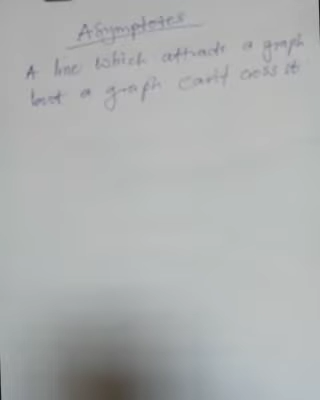 Asymptotes
A line which attracts a graph
but a graph can't cross it